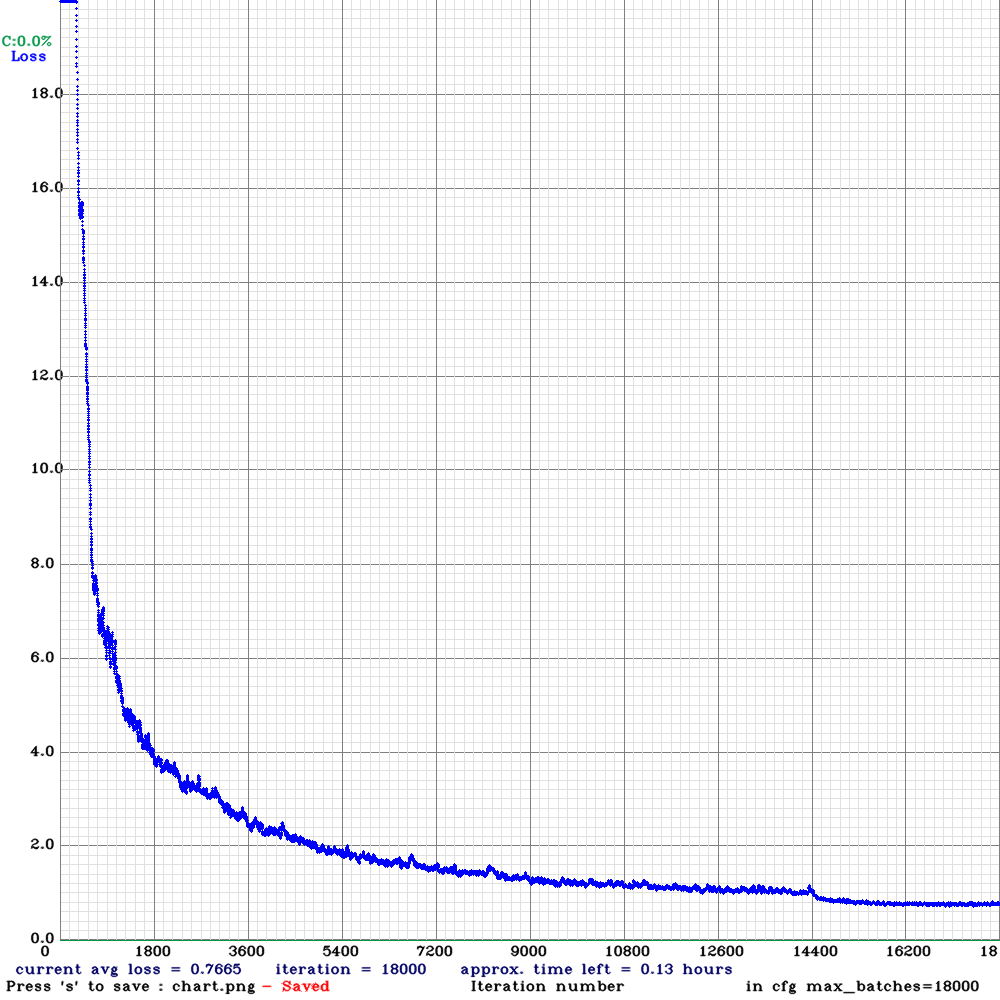 C:0.0%
Loss
18.0
16.0
14.0
12.0
10.0
8.0
6.0
4.0
2.0
0.0
0 1800 3600 5400 7200 9000 10800 12600 14400 16200 18
current avg loss = 0.7665 iteration = 18000 approx. time left = 0.13 hours
Press 's' to save : chart.png - Saved Iteration number in cfg max_batches=18000